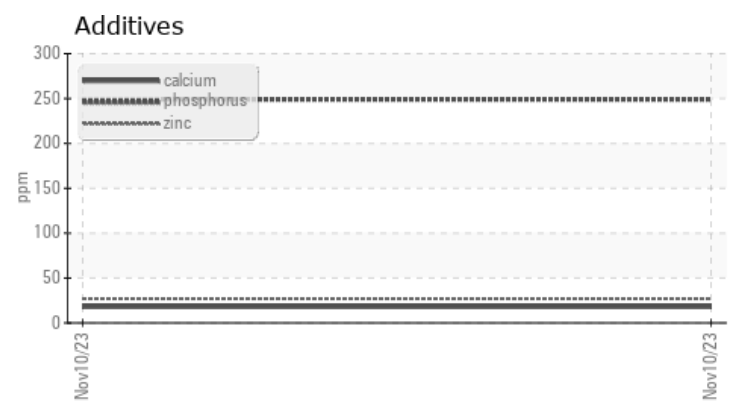 Additives
300
250
200
150
100
50
0
ppm
calcium
phosphorus
zinc
Nov10/23
Nov10/23